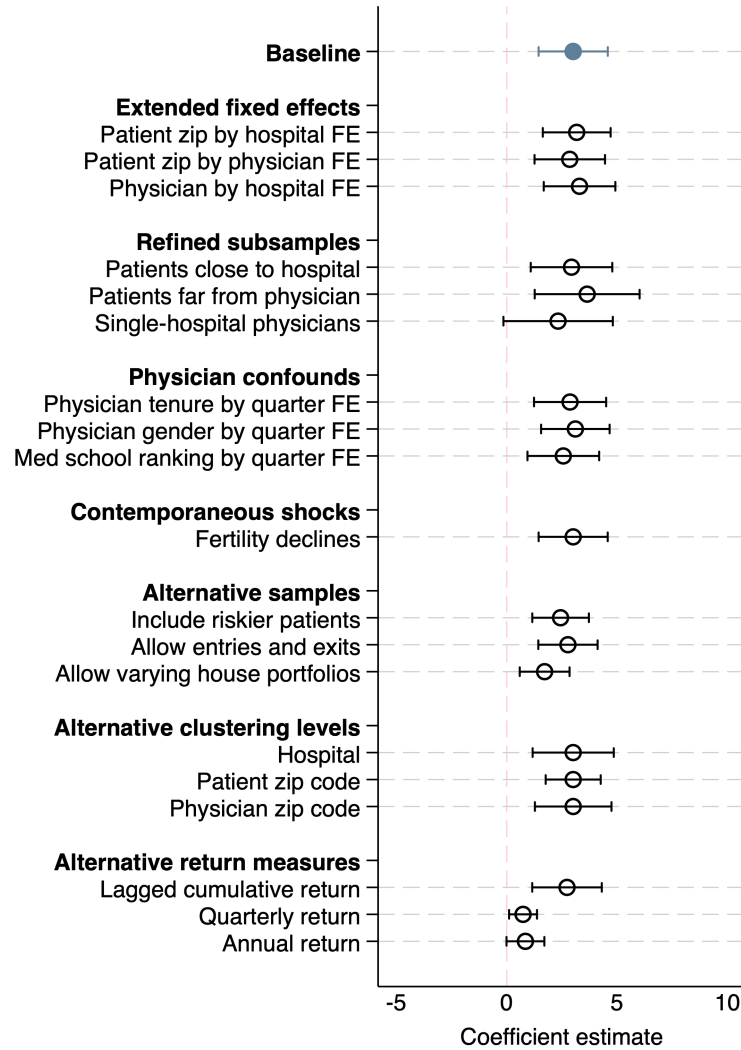 Baseline
Extended fixed effects
Patient zip by hospital FE
Patient zip by physician FE
Physician by hospital FE
Refined subsamples
Patients close to hospital
Patients far from physician
Single-hospital physicians
Physician confounds
Physician tenure by quarter FE
Physician gender by quarter FE
Med school ranking by quarter FE
Contemporaneous shocks
Fertility declines
Alternative samples
Include riskier patients
Allow entries and exits
Allow varying house portfolios
Alternative clustering levels
Hospital
Patient zip code
Physician zip code
Alternative return measures
Lagged cumulative return
Quarterly return
Annual return
-5 0 5 10
Coefficient estimate